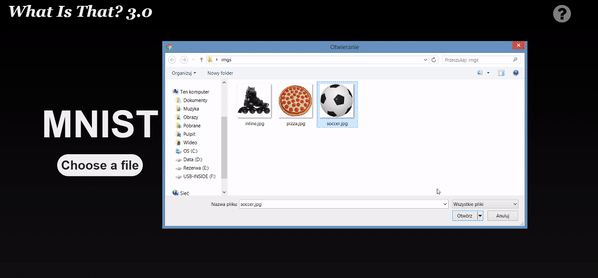 What Is That? 3.0
?
Otwieranie
imgs
Przeszukaj: imgs
Organizuj
Nowy folder
Ten komputer
Dokumenty
Muzyka
Obrazy
Pobrane
Pulpit
Wideo
OS (C:)
Data (D:)
Rezerwa (E:)
USB-INSIDE (F:)
Sieć
inline.jpg
pizza.jpg
soccer.jpg
MNIST
Choose a file
Nazwa pliku:
soccer.jpg
Wszystkie pliki
Otwórz
Anuluj